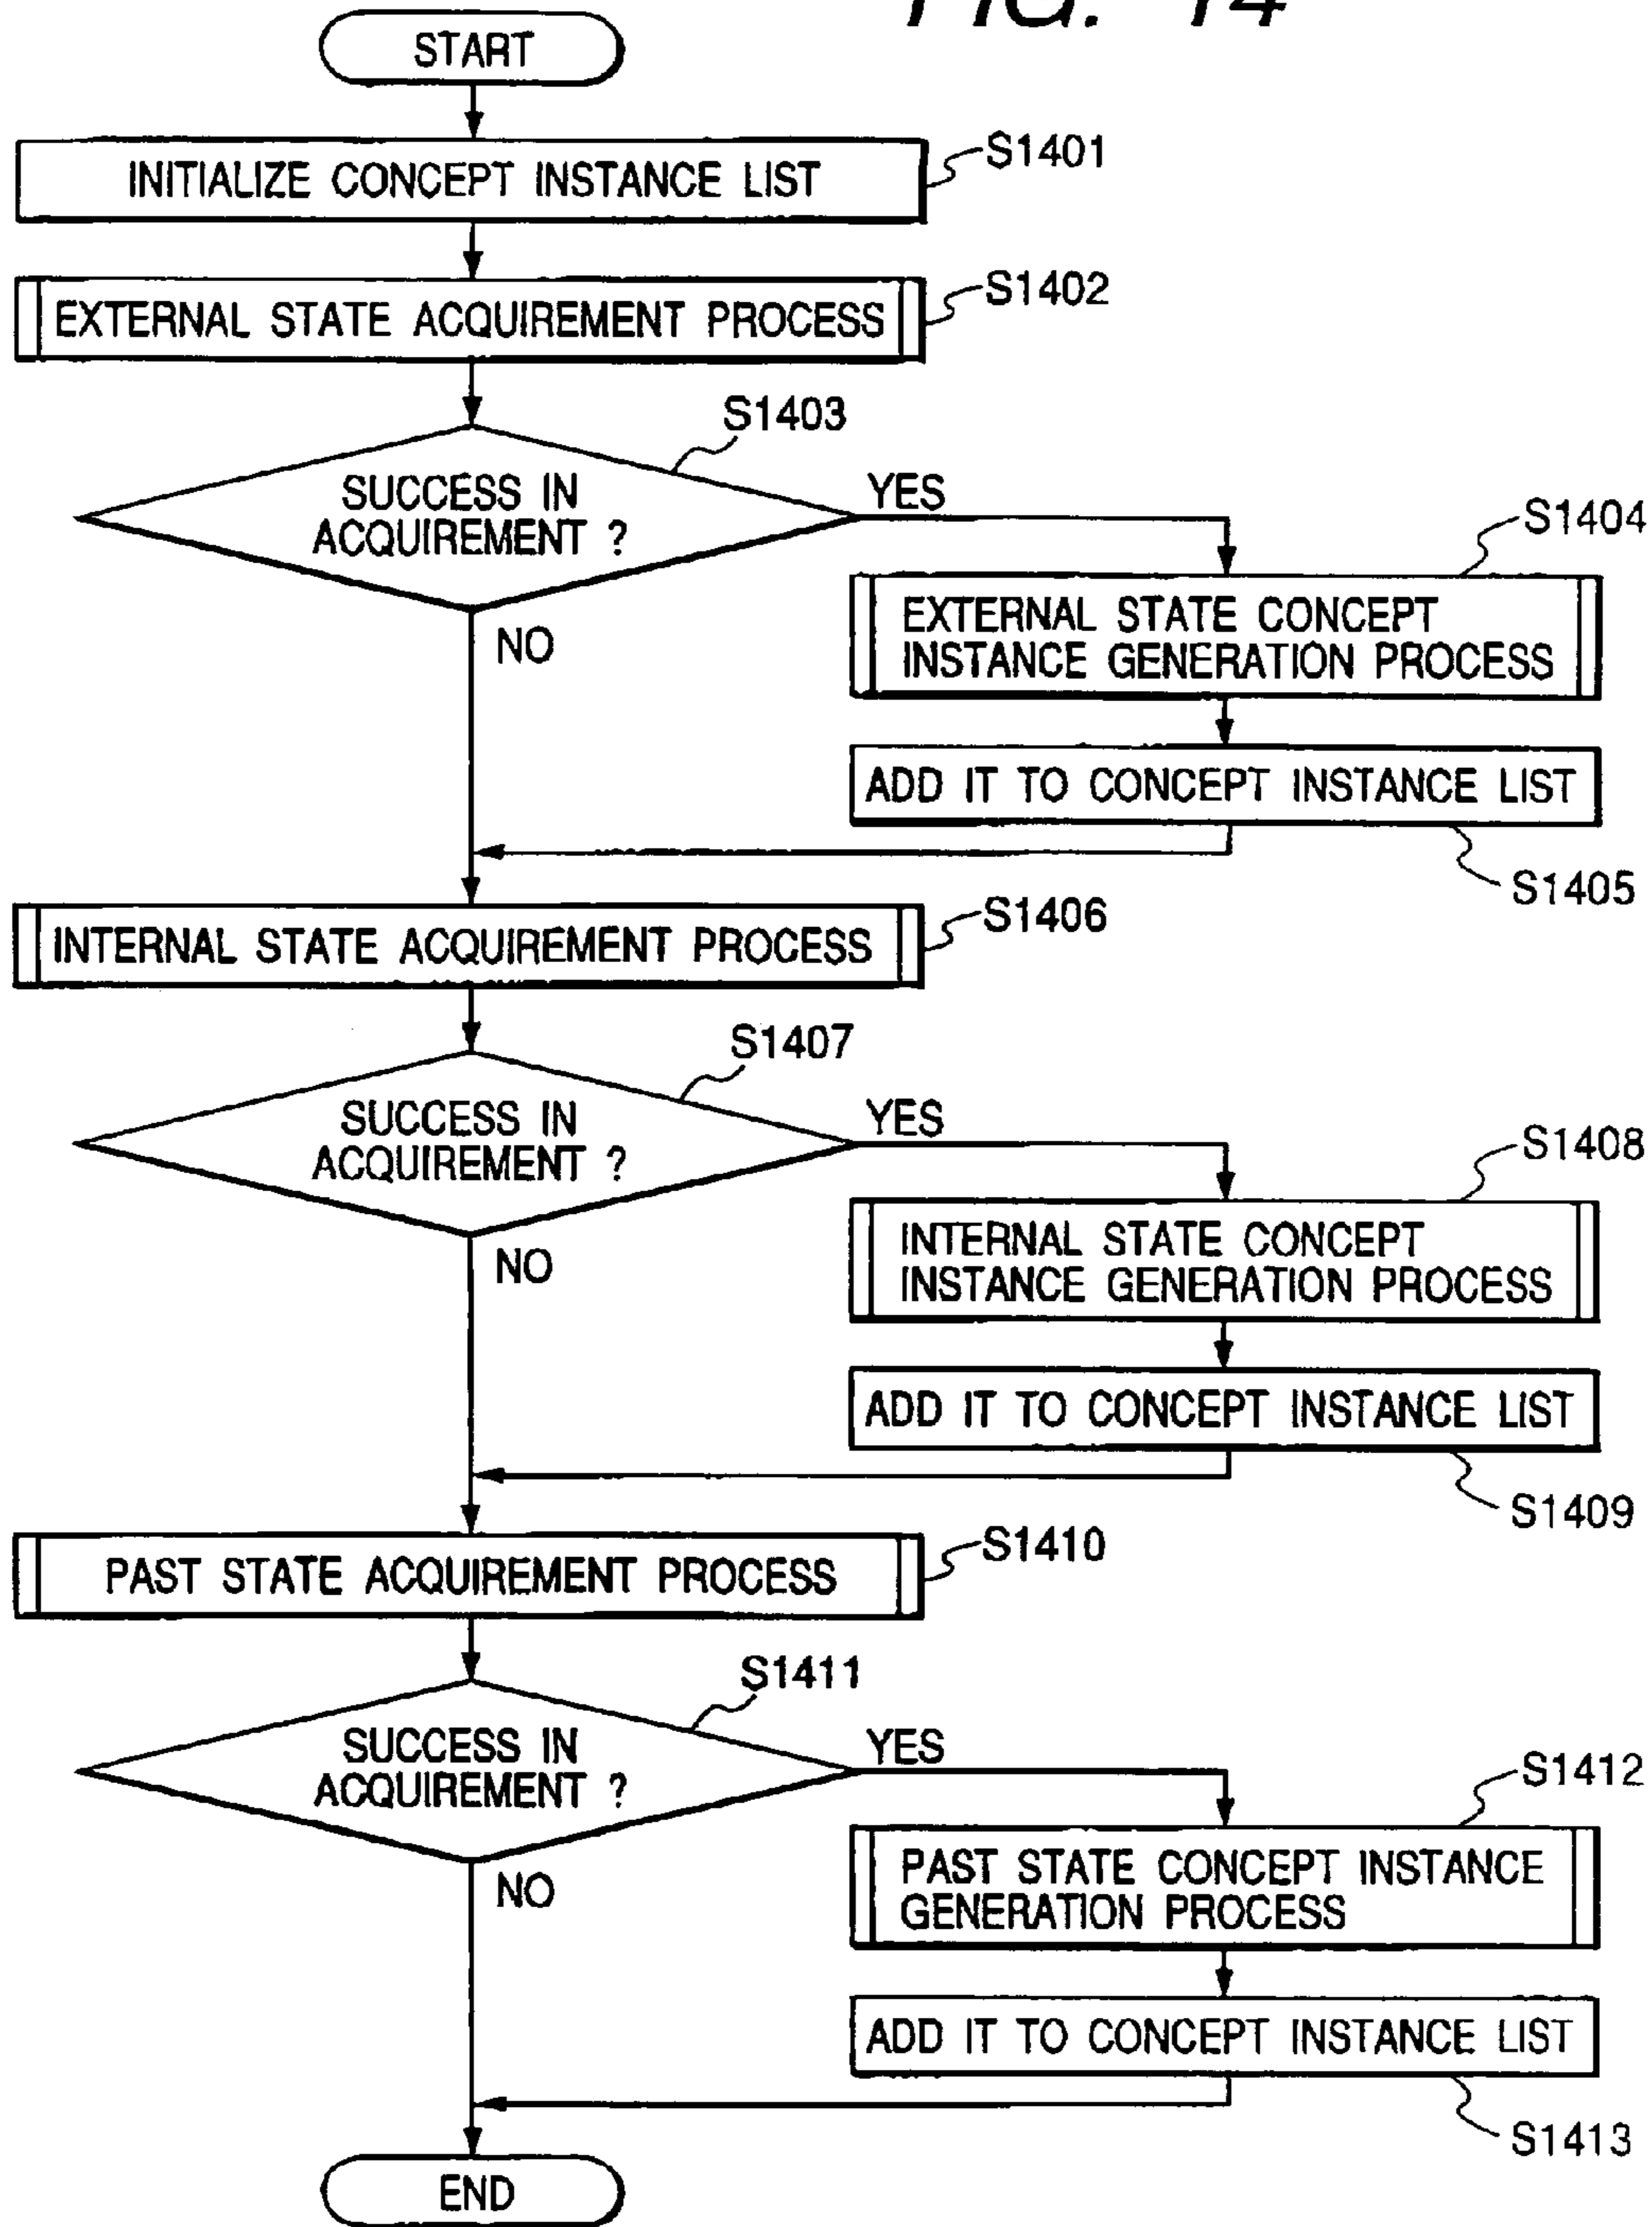 FIG. 14
START
INITIALIZE CONCEPT INSTANCE LIST
S1401
EXTERNAL STATE ACQUIREMENT PROCESS
S1402
S1403
SUCCESS IN
ACQUIREMENT ?
YES
NO
S1404
EXTERNAL STATE CONCEPT
INSTANCE GENERATION PROCESS
ADD IT TO CONCEPT INSTANCE LIST
S1405
INTERNAL STATE ACQUIREMENT PROCESS
S1406
S1407
SUCCESS IN
ACQUIREMENT ?
YES
NO
S1408
INTERNAL STATE CONCEPT
INSTANCE GENERATION PROCESS
ADD IT TO CONCEPT INSTANCE LIST
S1409
PAST STATE ACQUIREMENT PROCESS
S1410
S1411
SUCCESS IN
ACQUIREMENT ?
YES
NO
S1412
PAST STATE CONCEPT INSTANCE
GENERATION PROCESS
ADD IT TO CONCEPT INSTANCE LIST
S1413
END